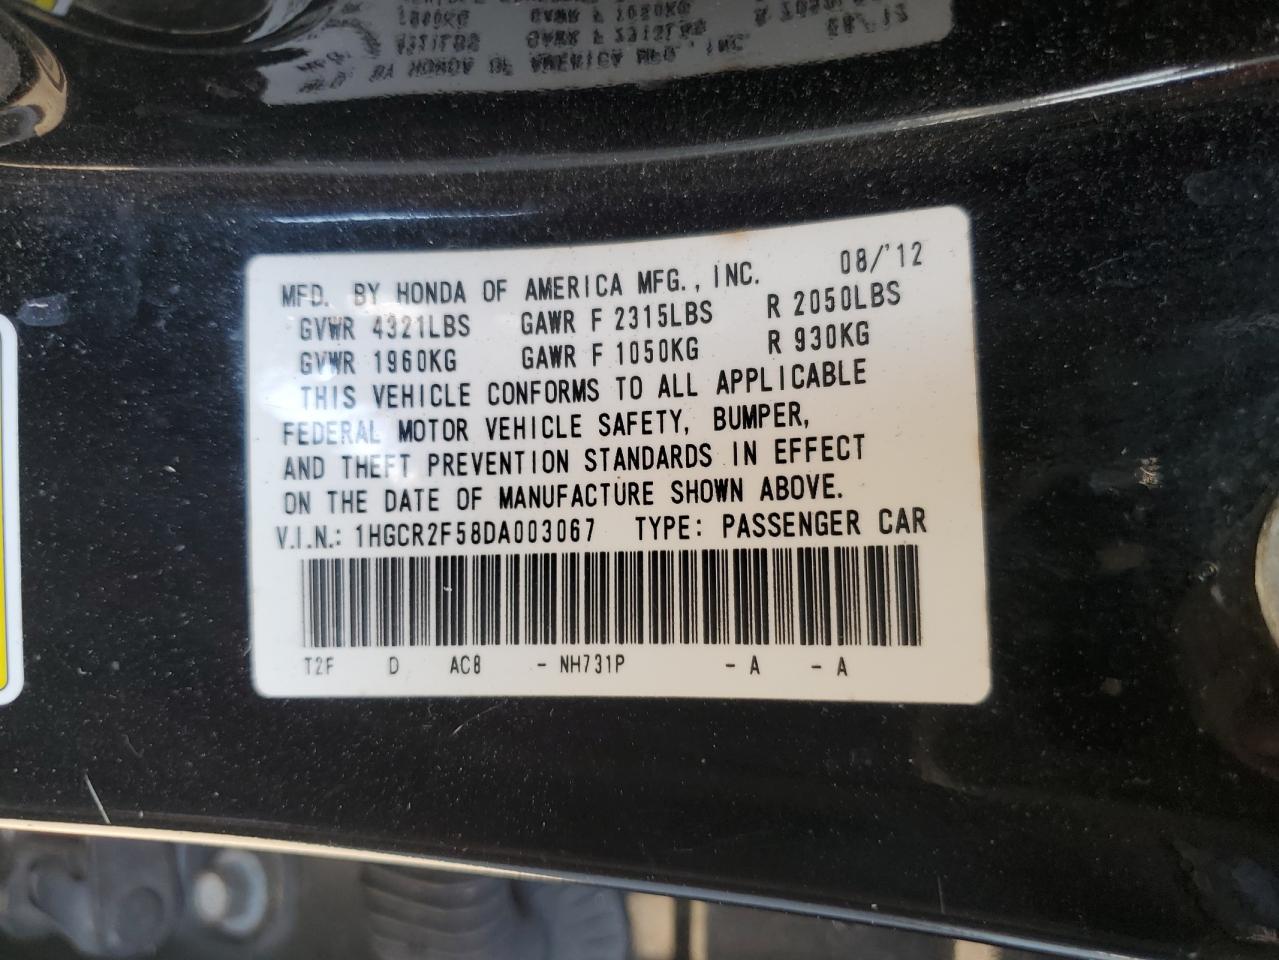 MFD. BY HONDA OF AMERICA MFG., INC. 08/'12
GVWR 4321LBS GAWR F 2315LBS R 2050LBS
GVWR 1960KG GAWR F 1050KG R 930KG
THIS VEHICLE CONFORMS TO ALL APPLICABLE
FEDERAL MOTOR VEHICLE SAFETY, BUMPER,
AND THEFT PREVENTION STANDARDS IN EFFECT
ON THE DATE OF MANUFACTURE SHOWN ABOVE.
V.I.N.: 1HGCR2F58DA003067 TYPE: PASSENGER CAR
T2F D AC8 - NH731P - A - A